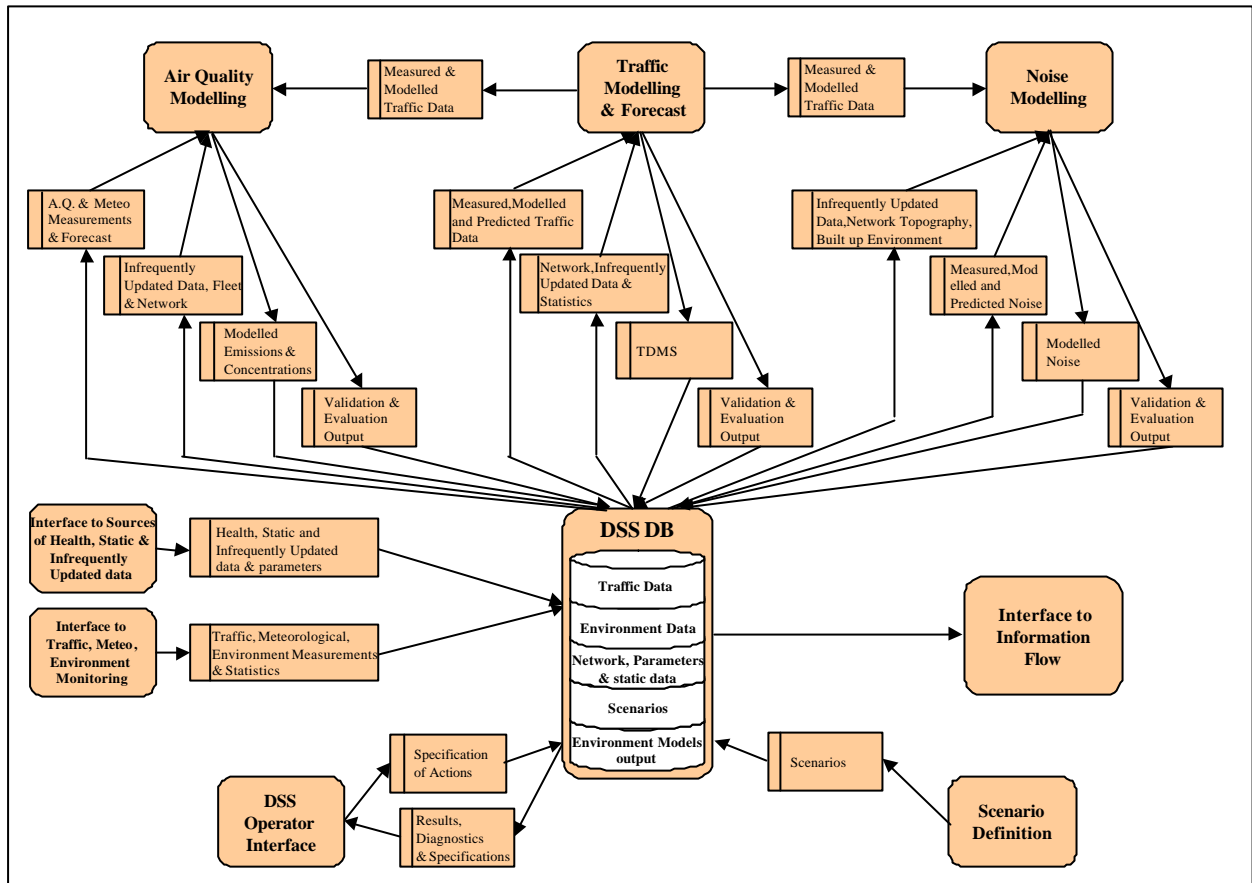 Air Quality
Modelling
Measured &
Modelled
Traffic Data
Traffic
Modelling
& Forecast
Measured &
Modelled
Traffic Data
Noise
Modelling
A.Q. & Meteo
Measurements
& Forecast
Infrequently
Updated Data, Fleet
& Network
Modelled
Emissions &
Concentrations
Validation &
Evaluation
Output
Measured,Modelled
and Predicted Traffic
Data
Network,Infrequently
Updated Data &
Statistics
TDMS
Validation &
Evaluation
Output
Infrequently Updated
Data,Network Topography,
Built up Environment
Measured,Mod
elled and
Predicted Noise
Modelled
Noise
Validation &
Evaluation
Output
Interface to Sources
of Health, Static &
Infrequently
Updated data
Health, Static and
Infrequently Updated
data & parameters
Interface to
Traffic, Meteo,
Environment
Monitoring
Traffic, Meteorological,
Environment Measurements
& Statistics
DSS DB
Traffic Data
Environment Data
Network, Parameters
& static data
Scenarios
Environment Models
output
Interface to
Information
Flow
Specification
of Actions
DSS
Operator
Interface
Results,
Diagnostics
& Specifications
Scenarios
Scenario
Definition